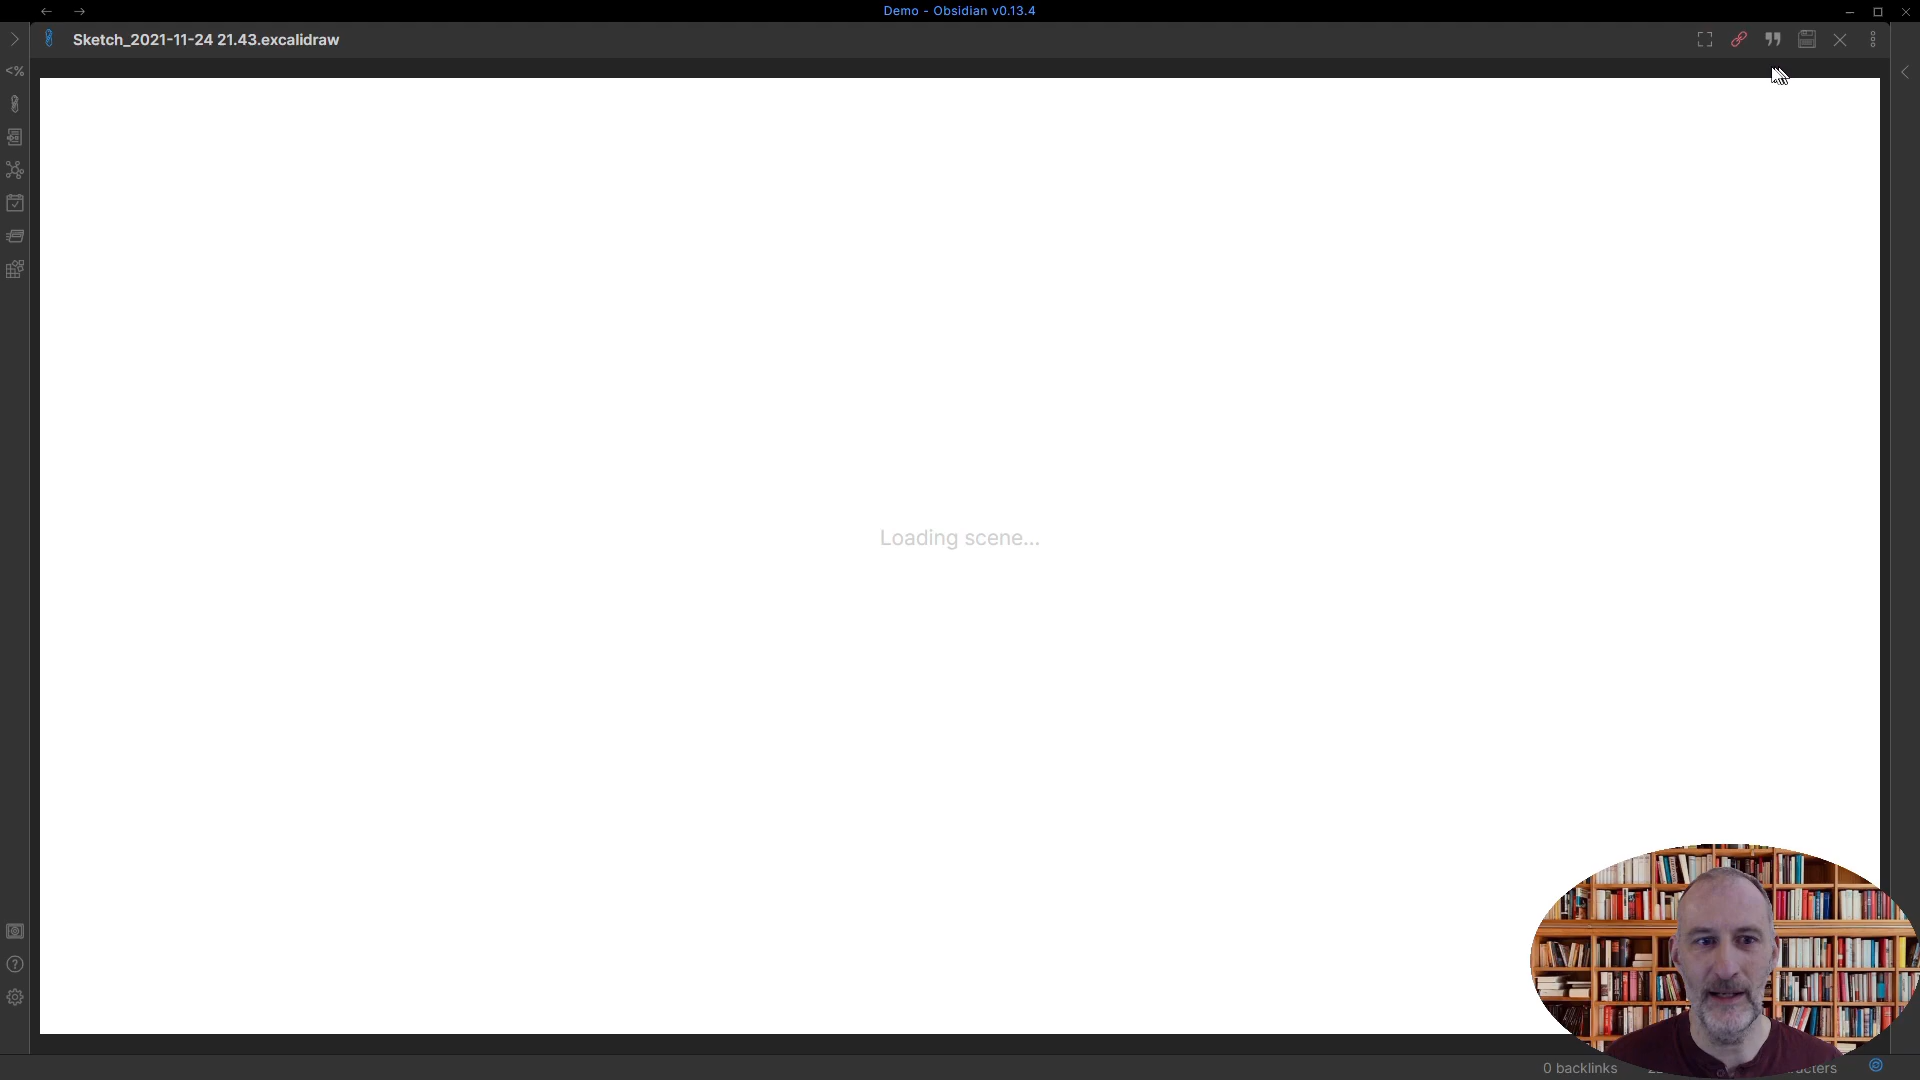 Demo - Obsidian v0.13.4
Sketch_2021-11-24 21.43.excalidraw
<%
Loading scene...
0 backlinks